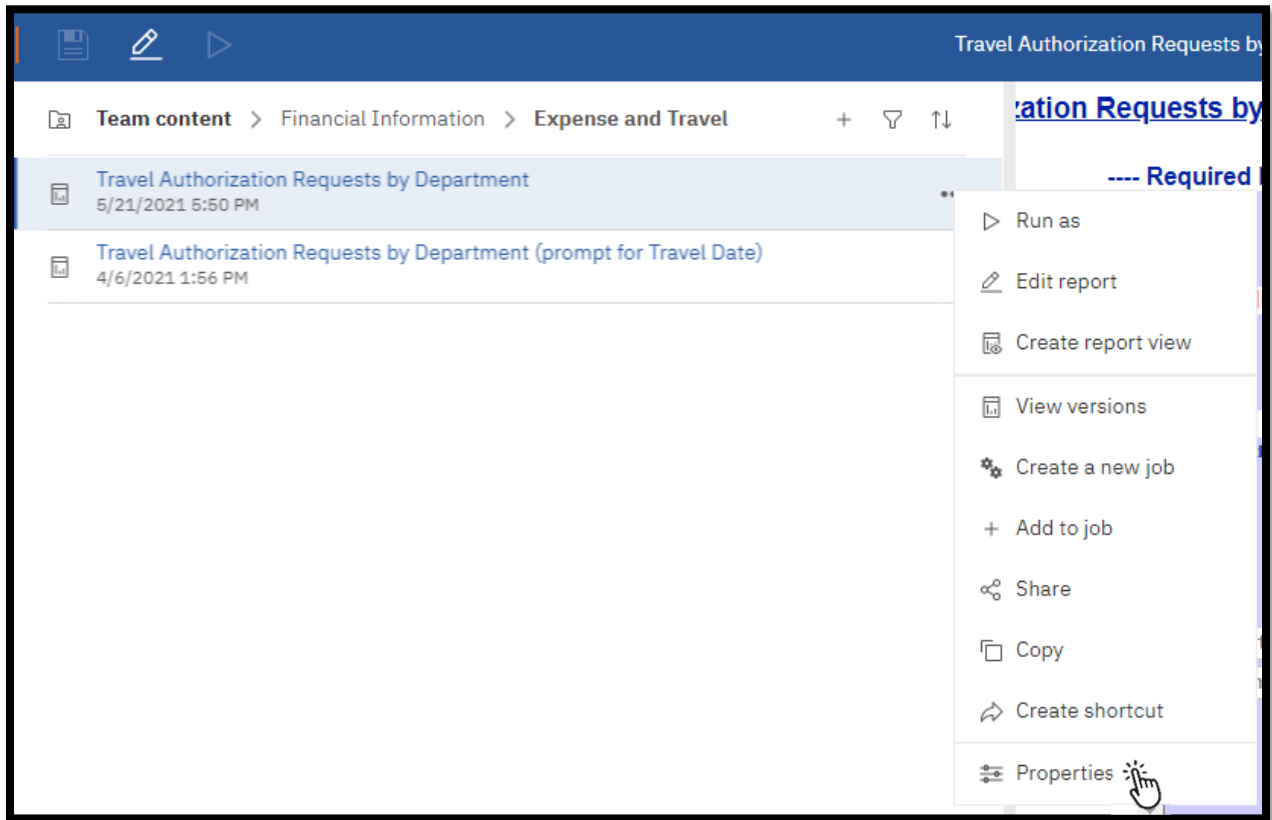 Travel Authorization Requests by
Team content > Financial Information > Expense and Travel
Travel Authorization Requests by Department
5/21/2021 5:50 PM
Travel Authorization Requests by Department (prompt for Travel Date)
4/6/2021 1:56 PM
zation Requests by
---- Required
Run as
Edit report
Create report view
View versions
Create a new job
Add to job
Share
Copy
Create shortcut
Properties